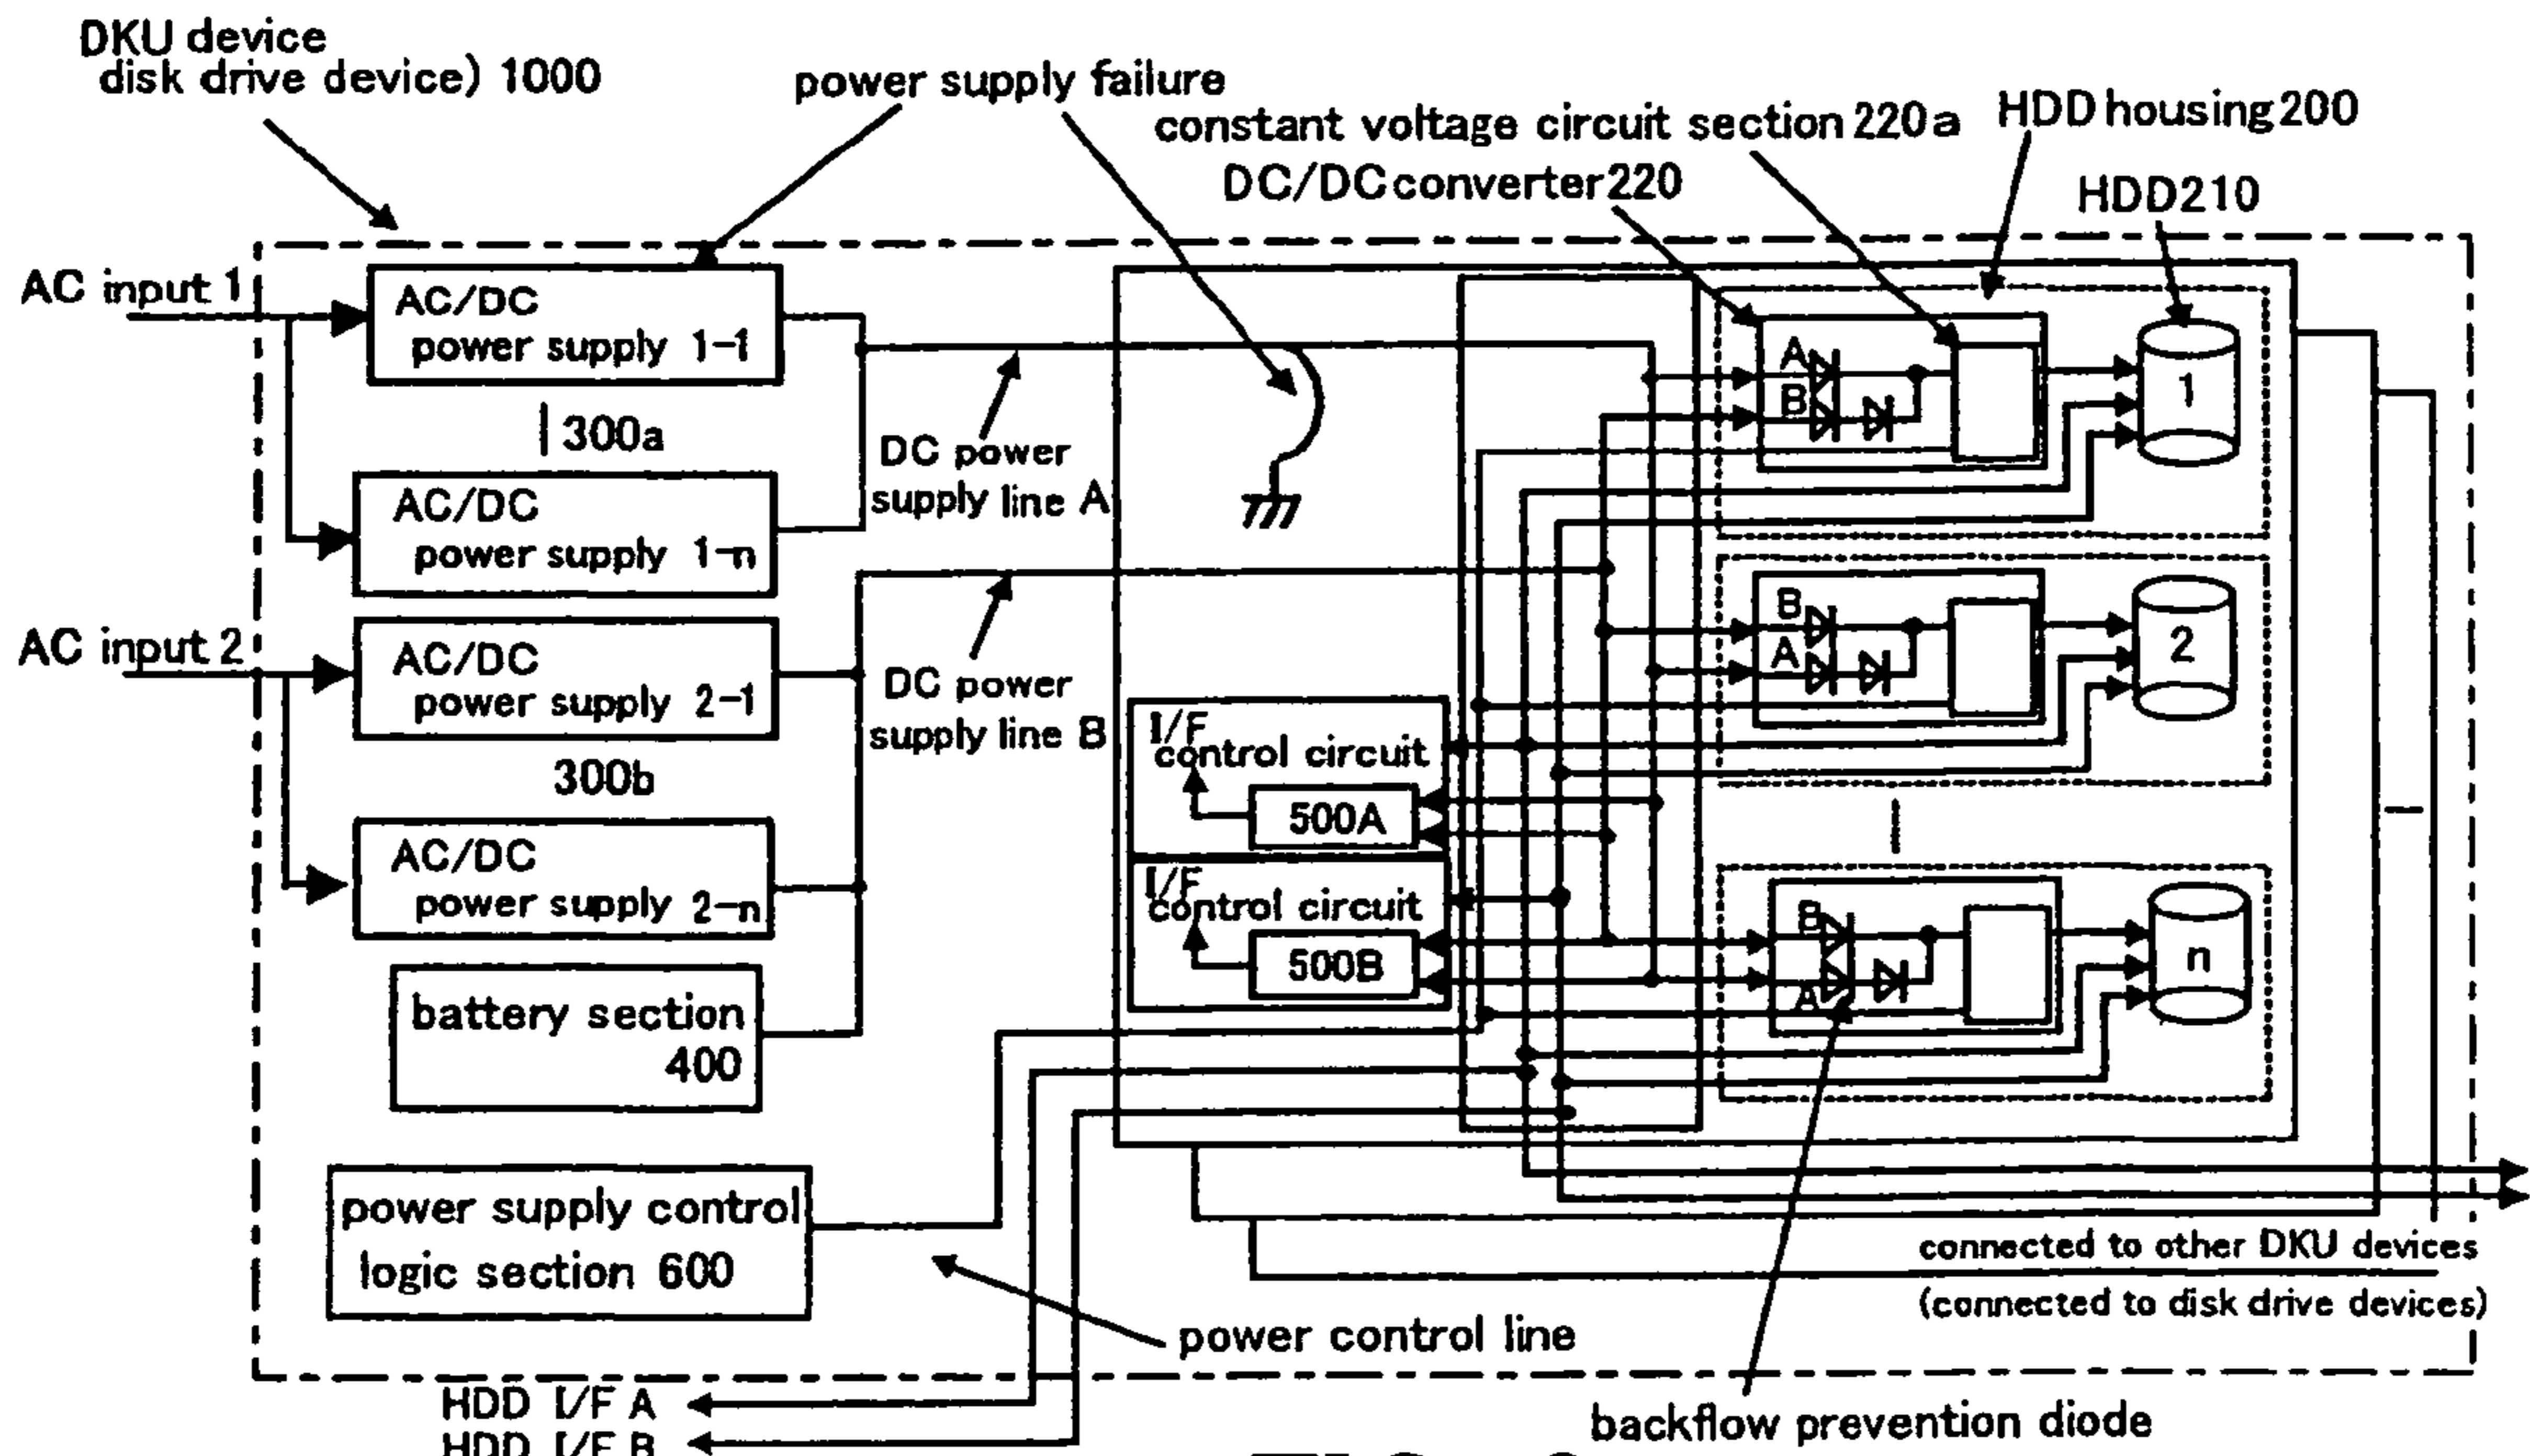 DKU device
disk drive device) 1000
power supply failure
constant voltage circuit section 220a
DC/DC converter 220
HDD housing 200
HDD210
AC input 1
AC/DC
power supply 1-1
300a
AC/DC
power supply 1-n
DC power
supply line A
AC input 2
AC/DC
power supply 2-1
300b
AC/DC
power supply 2-n
DC power
supply line B
battery section
400
power supply control
logic section 600
I/F
control circuit
500A
I/F
control circuit
500B
A
B
1
B
A
2
B
A
n
connected to other DKU devices
(connected to disk drive devices)
power control line
backflow prevention diode
HDD I/F A
HDD I/F B